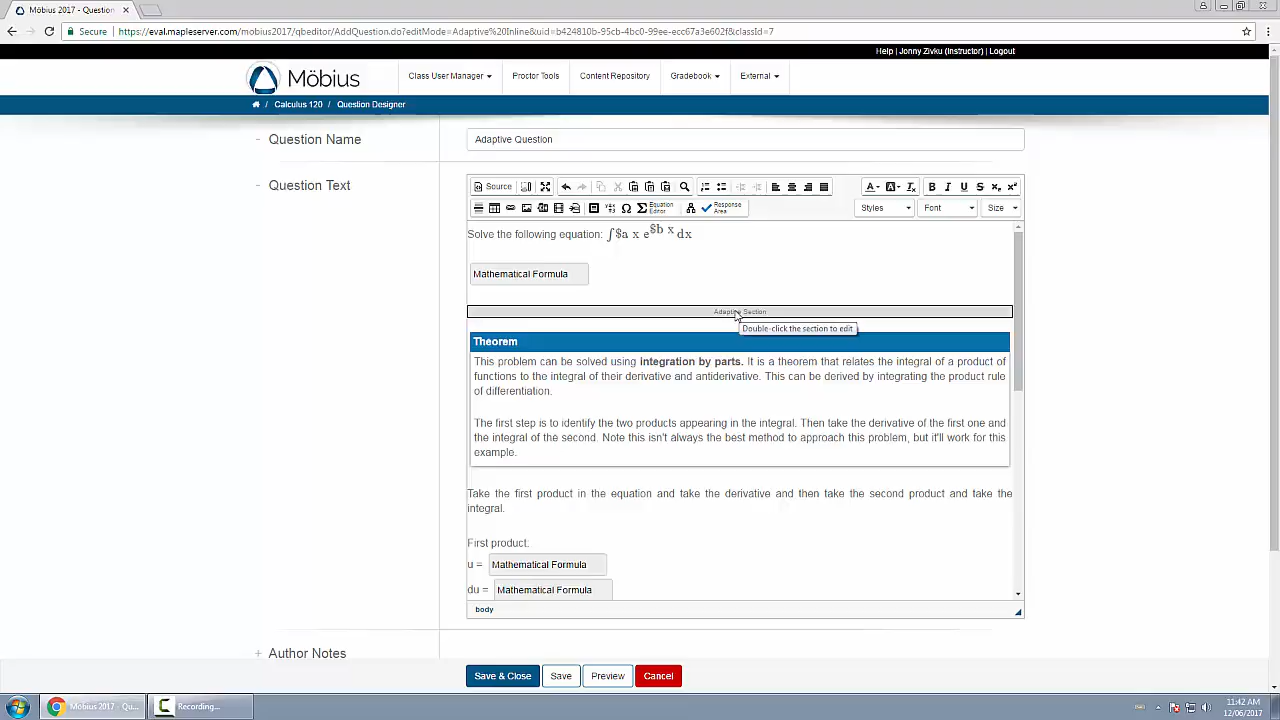 Möbius 2017 - Question
Secure
https://eval.mapleserver.com/mobius2017/qbeditor/AddQuestion.do?editMode=Adaptive Inline&uid=b424810b-95cb-4bc0-99ee-ecc67a3e602f&classId=7
Help | Jonny Zivku (Instructor) | Logout
Möbius
Class User Manager
Proctor Tools
Content Repository
Gradebook
External
/ Calculus 120 / Question Designer
- Question Name
Adaptive Question
- Question Text
Source
Equation Editor
Response Area
Styles
Font
Size
Solve the following equation: ∫$a x e^$b x dx
Mathematical Formula
Adaptive Section
Double-click the section to edit
Theorem
This problem can be solved using integration by parts. It is a theorem that relates the integral of a product of
functions to the integral of their derivative and antiderivative. This can be derived by integrating the product rule
of differentiation.
The first step is to identify the two products appearing in the integral. Then take the derivative of the first one and
the integral of the second. Note this isn't always the best method to approach this problem, but it'll work for this
example.
Take the first product in the equation and take the derivative and then take the second product and take the
integral.
First product:
u = Mathematical Formula
du = Mathematical Formula
body
+ Author Notes
Save & Close
Save
Preview
Cancel
Möbius 2017 - Qu...
Recording...
11:42 AM
12/06/2017